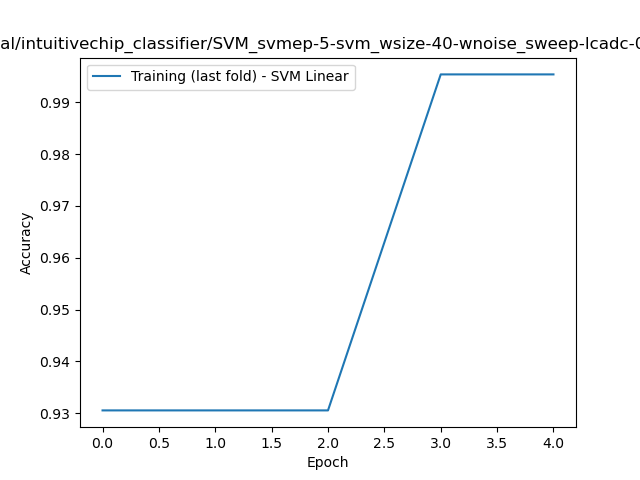 al/intuitivechip_classifier/SVM_svmep-5-svm_wsize-40-wnoise_sweep-lcadc-0
Training (last fold) - SVM Linear
0.99
0.98
0.97
0.96
0.95
0.94
0.93
Accuracy
0.0 0.5 1.0 1.5 2.0 2.5 3.0 3.5 4.0
Epoch